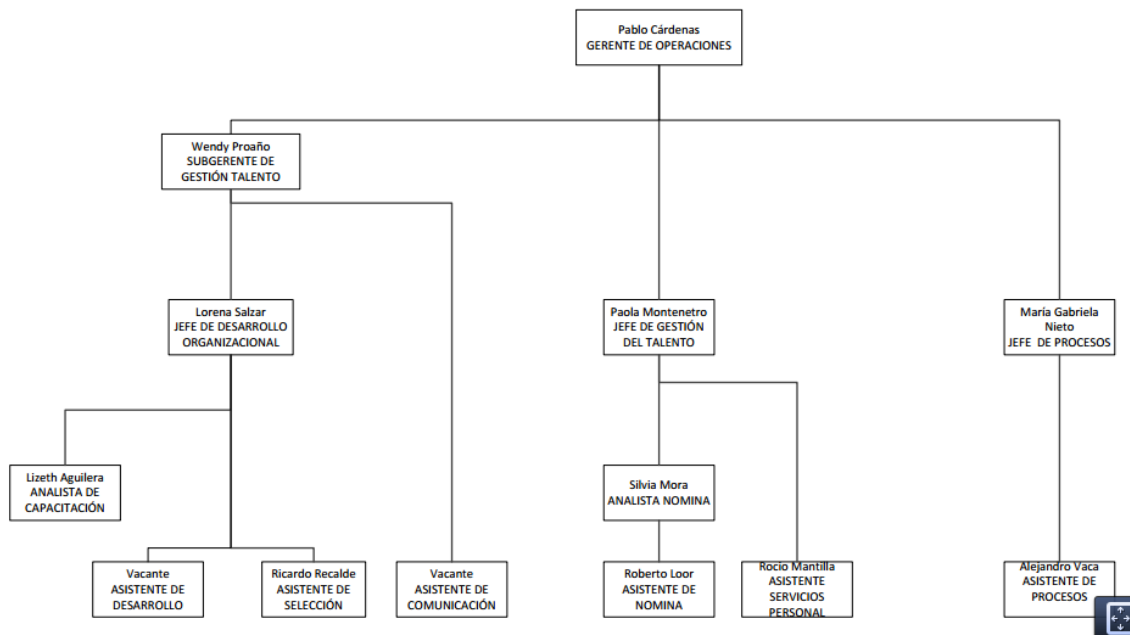 Pablo Cárdenas
GERENTE DE OPERACIONES
Wendy Proaño
SUBGERENTE DE
GESTIÓN TALENTO
Lorena Salzar
JEFE DE DESARROLLO
ORGANIZACIONAL
Paola Montenetro
JEFE DE GESTIÓN
DEL TALENTO
María Gabriela
Nieto
JEFE DE PROCESOS
Lizeth Aguilera
ANALISTA DE
CAPACITACIÓN
Silvia Mora
ANALISTA NOMINA
Vacante
ASISTENTE DE
DESARROLLO
Ricardo Recalde
ASISTENTE DE
SELECCIÓN
Vacante
ASISTENTE DE
COMUNICACIÓN
Roberto Loor
ASISTENTE DE
NOMINA
Rocio Mantilla
ASISTENTE
SERVICIOS
PERSONAL
Alejandro Vaca
ASISTENTE DE
PROCESOS